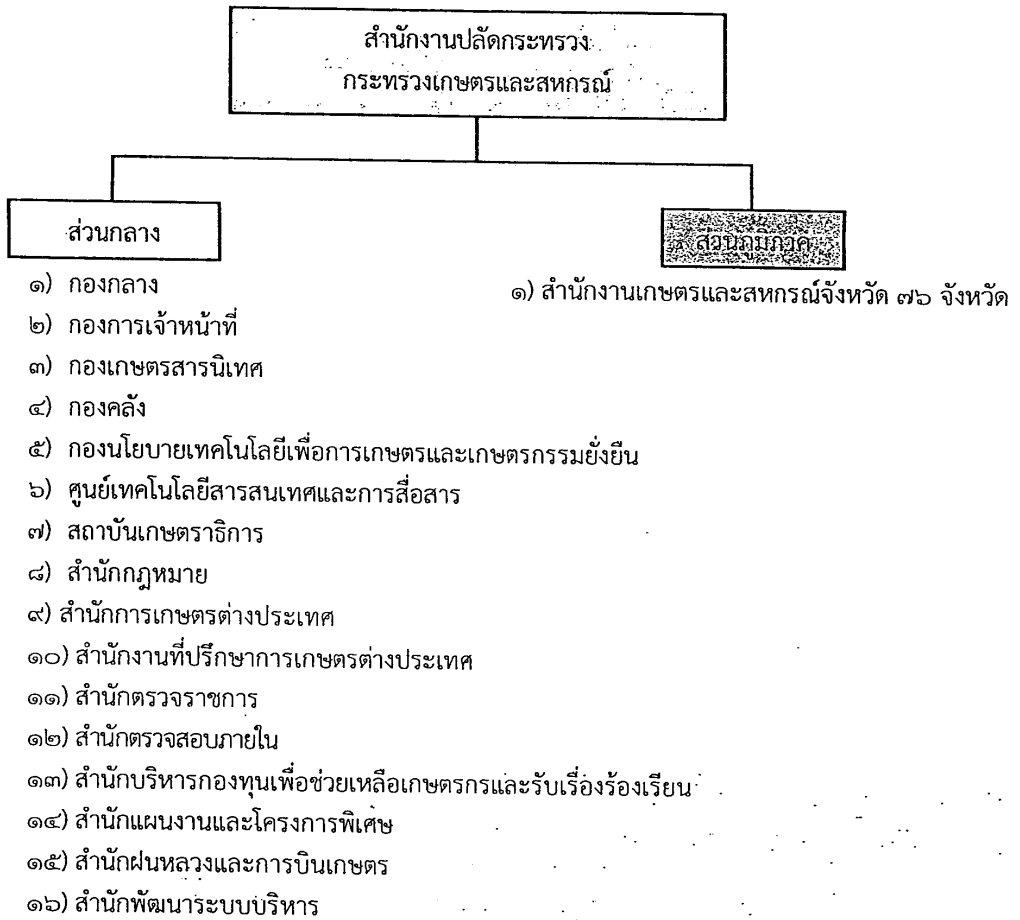 สำนักงานปลัดกระทรวง
กระทรวงเกษตรและสหกรณ์
ส่วนกลาง
๑) กองกลาง
๒) กองการเจ้าหน้าที่
๓) กองเกษตรสารนิเทศ
๔) กองคลัง
๕) กองนโยบายเทคโนโลยีเพื่อการเกษตรและเกษตรกรรมยั่งยืน
๖) ศูนย์เทคโนโลยีสารสนเทศและการสื่อสาร
๗) สถาบันเกษตราธิการ
๘) สำนักกฎหมาย
๙) สำนักการเกษตรต่างประเทศ
๑๐) สำนักงานที่ปรึกษาการเกษตรต่างประเทศ
๑๑) สำนักตรวจราชการ
๑๒) สำนักตรวจสอบภายใน
๑๓) สำนักบริหารกองทุนเพื่อช่วยเหลือเกษตรกรและรับเรื่องร้องเรียน
๑๔) สำนักแผนงานและโครงการพิเศษ
๑๕) สำนักฝนหลวงและการบินเกษตร
๑๖) สำนักพัฒนาระบบบริหาร
ส่วนภูมิภาค
๑) สำนักงานเกษตรและสหกรณ์จังหวัด ๗๖ จังหวัด